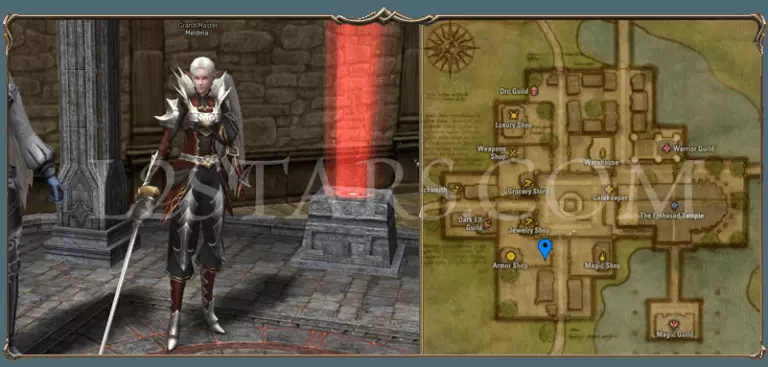 Grand Master
Meldina
L2STARS.COM
Orc Guild
Luxury Shop
Weapons
Shop
Warehouse
Warrior Guild
cksmith
Grocery Store
Gatekeeper
Dark Elf
Guild
Jewelry Shop
The Einhasad Temple
Armor Shop
Magic Shop
Magic Guild